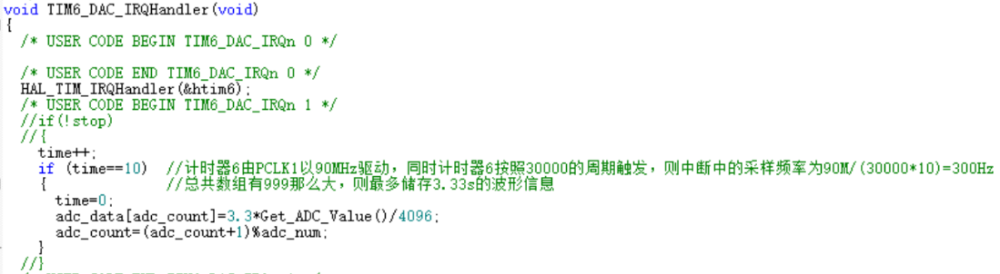 void TIM6_DAC_IRQHandler(void)
{
/* USER CODE BEGIN TIM6_DAC_IRQn 0 */
/* USER CODE END TIM6_DAC_IRQn 0 */
HAL_TIM_IRQHandler(&htim6);
/* USER CODE BEGIN TIM6_DAC_IRQn 1 */
//if(!stop)
//{
time++;
if (time==10) //计时器6由PCLK1以90MHz驱动，同时计时器6按照30000的周期触发，则中断中的采样频率为90M/(30000*10)=300Hz
{ //总共数组有999那么大，则最多储存3.33s的波形信息
time=0;
adc_data[adc_count]=3.3*Get_ADC_Value()/4096;
adc_count=(adc_count+1)%adc_num;
}
//}